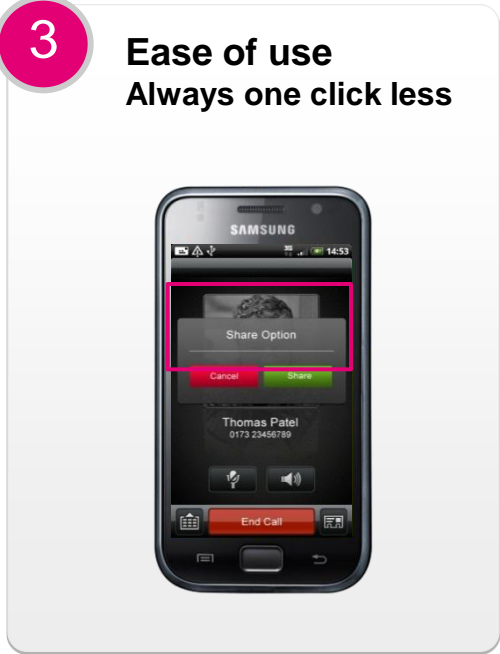 3
Ease of use
Always one click less
SAMSUNG
3G
14:53
Share Option
Cancel
Share
Thomas Patel
0173 23456789
End Call